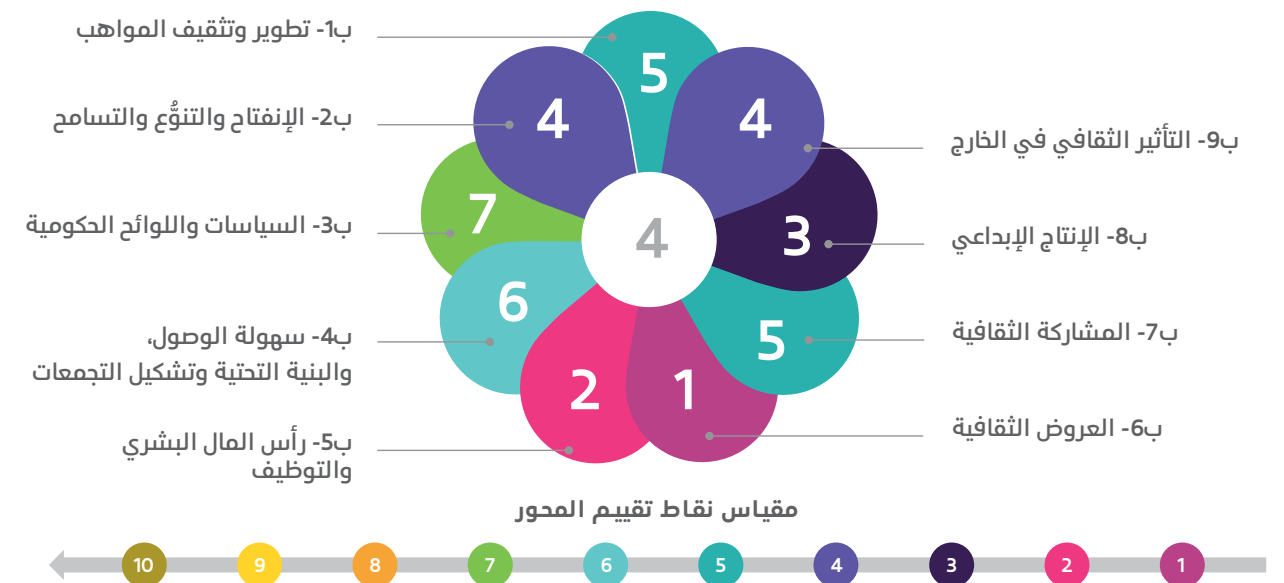 ب1- تطوير وتثقيف المواهب
5
ب2- الإنفتاح والتنوُّع والتسامح
4
ب3- السياسات واللوائح الحكومية
7
ب4- سهولة الوصول،
والبنية التحتية وتشكيل التجمعات
6
ب5- رأس المال البشري
والتوظيف
2
ب6- العروض الثقافية
1
ب7- المشاركة الثقافية
5
ب8- الإنتاج الإبداعي
3
ب9- التأثير الثقافي في الخارج
4
4
مقياس نقاط تقييم المحور
1 2 3 4 5 6 7 8 9 10